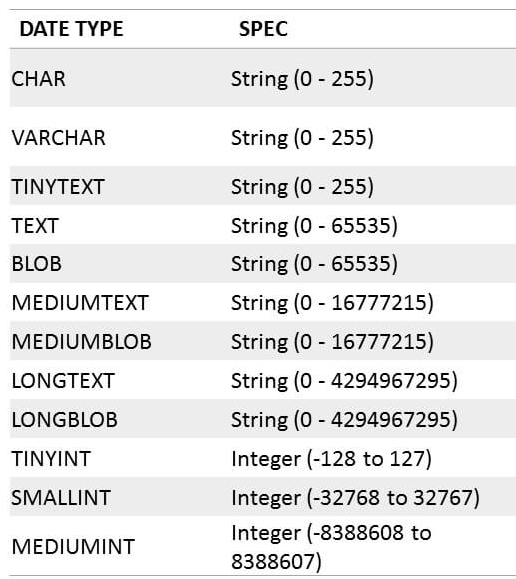 DATE TYPE SPEC
CHAR String (0 - 255)
VARCHAR String (0 - 255)
TINYTEXT String (0 - 255)
TEXT String (0 - 65535)
BLOB String (0 - 65535)
MEDIUMTEXT String (0 - 16777215)
MEDIUMBLOB String (0 - 16777215)
LONGTEXT String (0 - 4294967295)
LONGBLOB String (0 - 4294967295)
TINYINT Integer (-128 to 127)
SMALLINT Integer (-32768 to 32767)
MEDIUMINT Integer (-8388608 to
8388607)